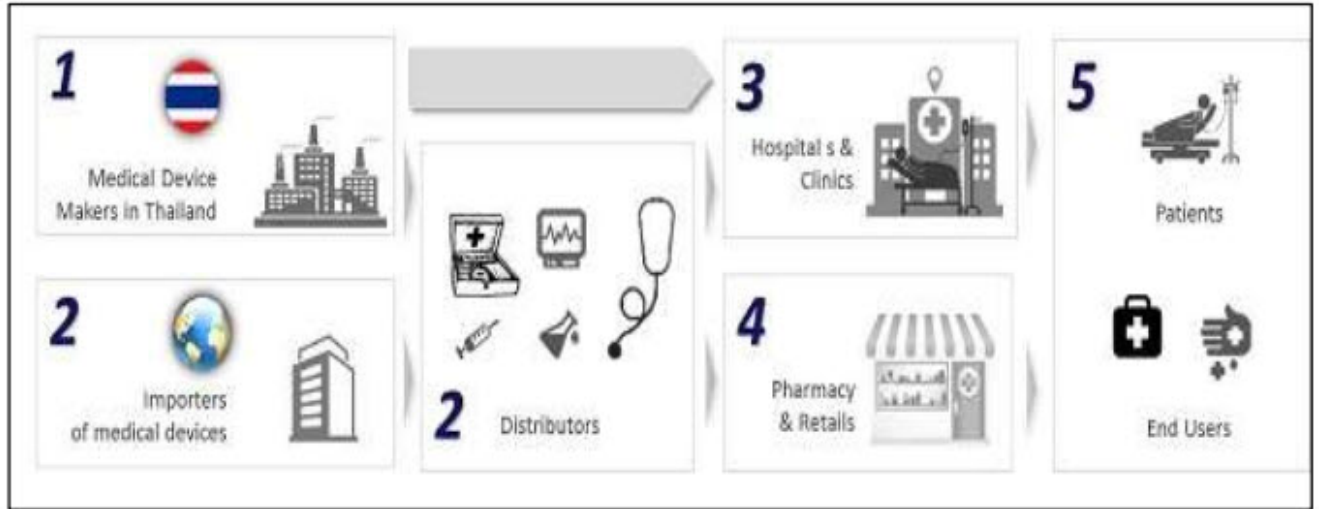 1
Medical Device
Makers in Thailand
2
Importers
of medical devices
2
Distributors
3
Hospital s &
Clinics
4
Pharmacy
& Retails
5
Patients
End Users